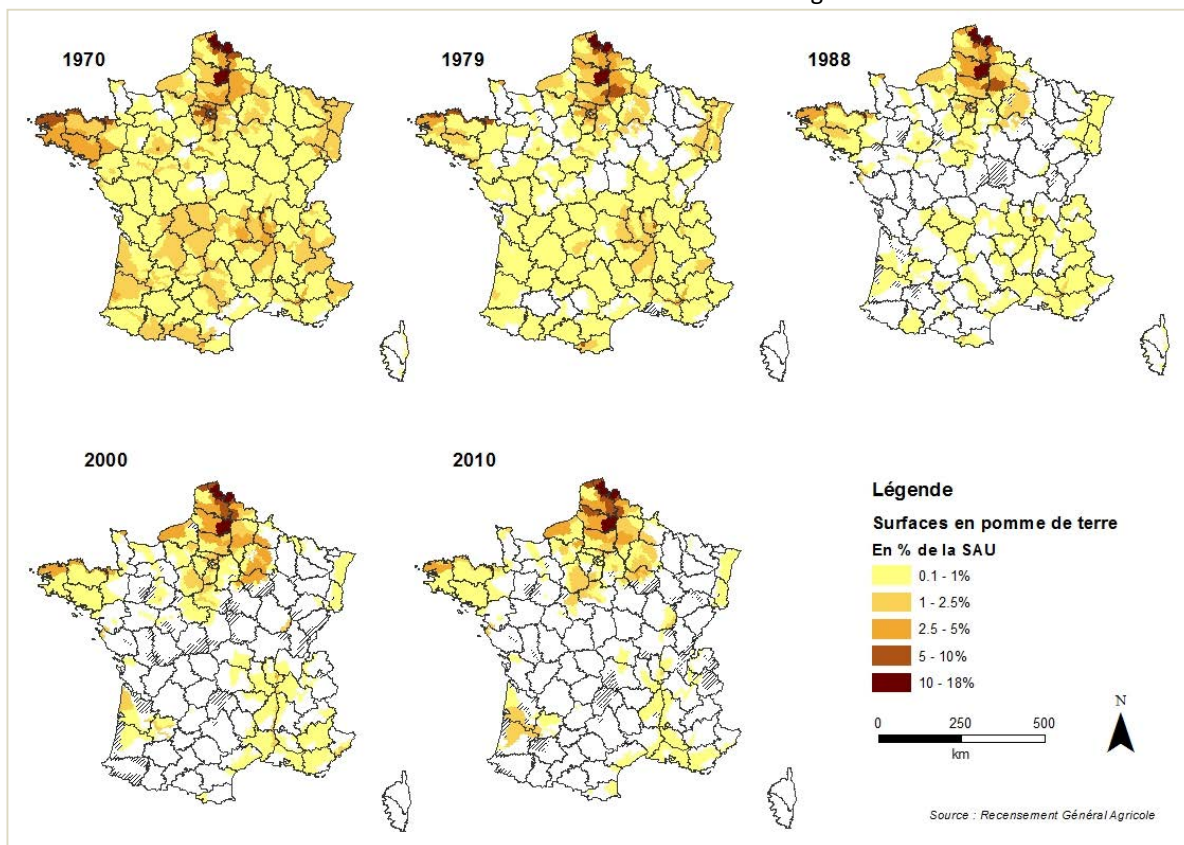 1970
1979
1988
2000
2010
Légende
Surfaces en pomme de terre
En % de la SAU
0.1 - 1%
1 - 2.5%
2.5 - 5%
5 - 10%
10 - 18%
N
0 250 500
km
Source : Recensement Général Agricole